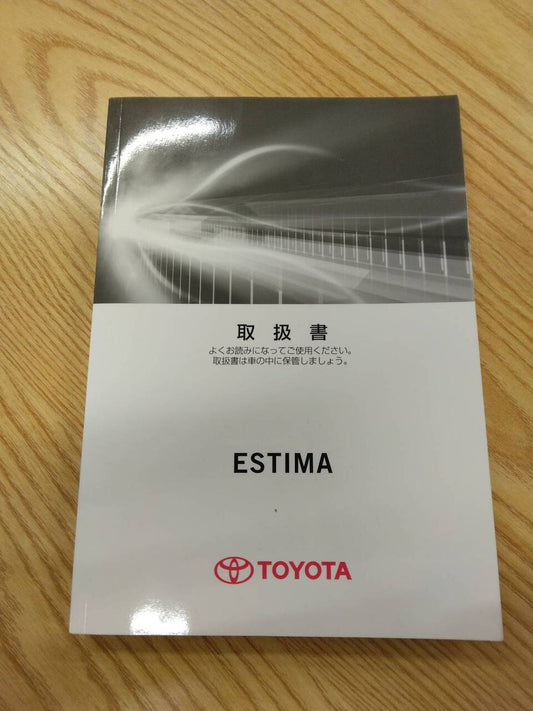 取扱書
よくお読みになってご使用ください。
取扱書は車の中に保管しましょう。
ESTIMA
TOYOTA